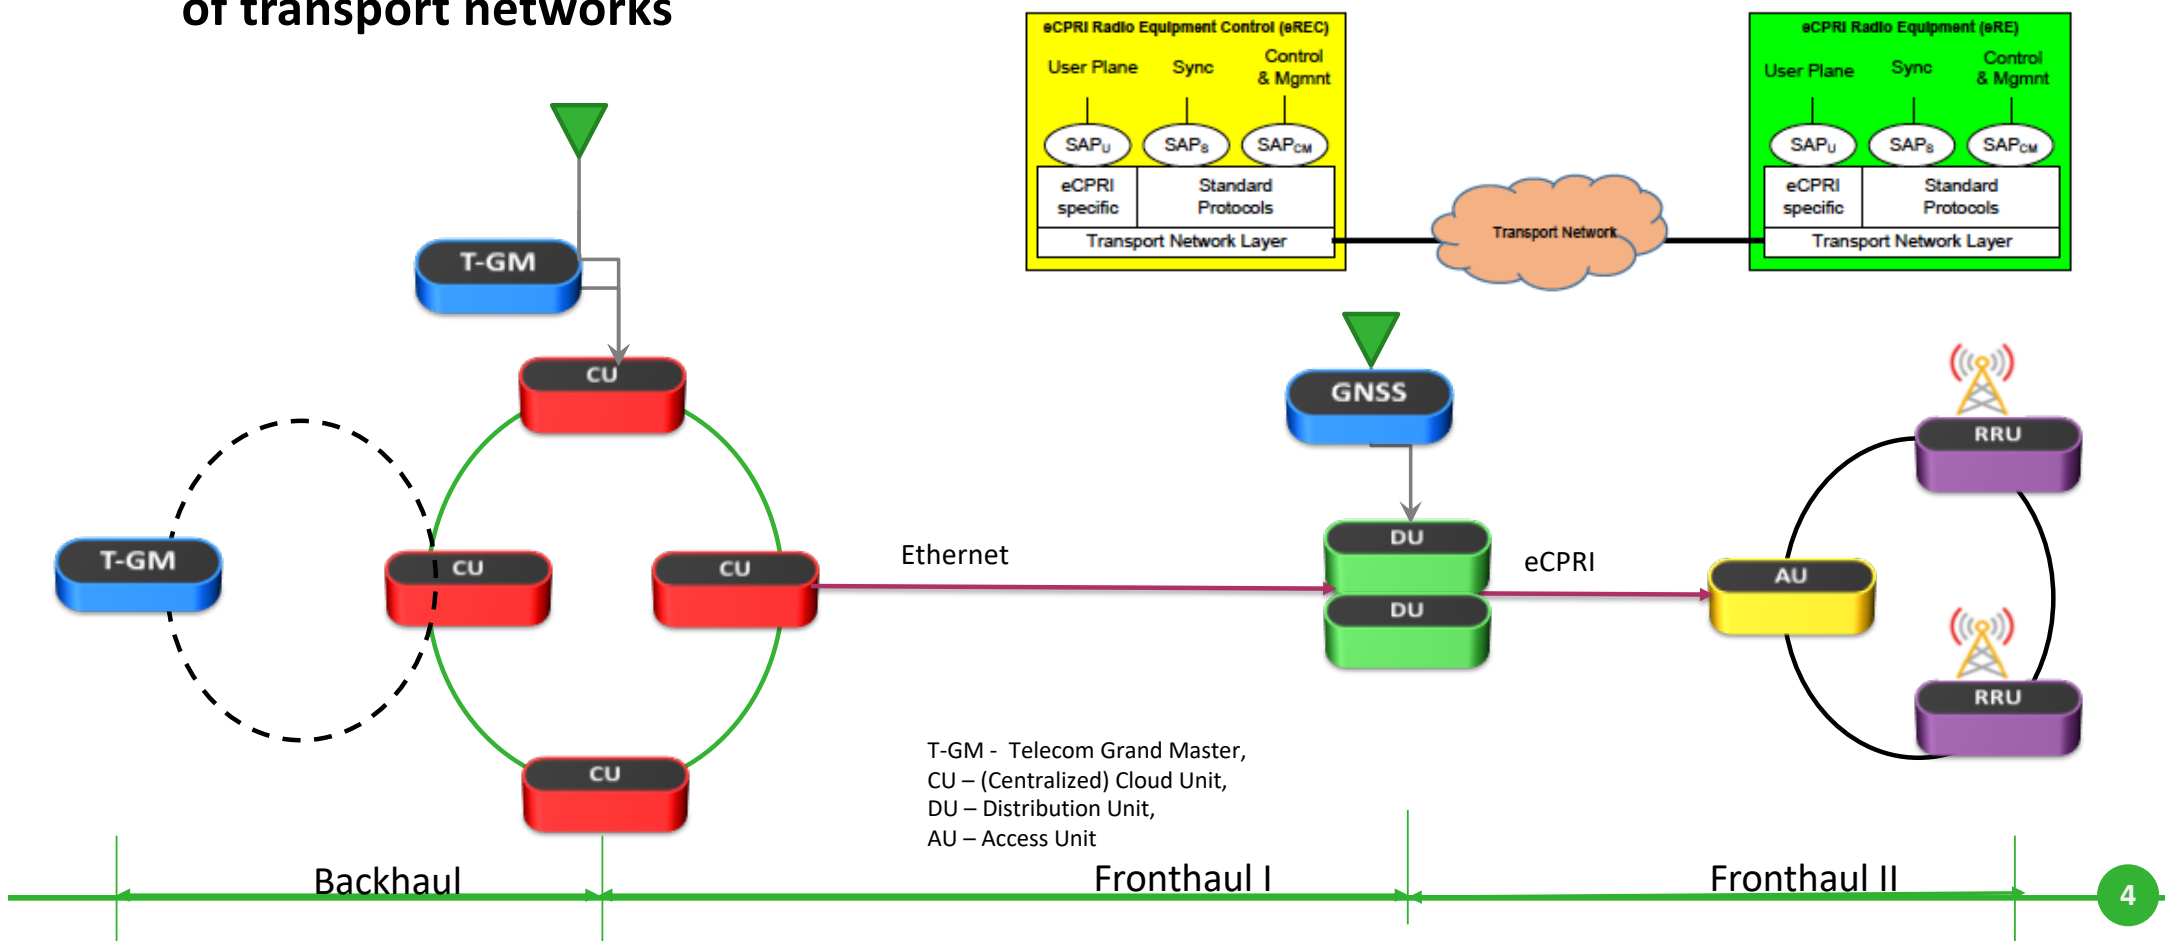 of transport networks
eCPRI Radio Equipment Control (eREC)
User Plane
Sync
Control
& Mgmnt
SAPU
SAPS
SAPCM
eCPRI
specific
Standard
Protocols
Transport Network Layer
Transport Network
eCPRI Radio Equipment (eRE)
User Plane
Sync
Control
& Mgmnt
SAPU
SAPS
SAPCM
eCPRI
specific
Standard
Protocols
Transport Network Layer
T-GM
CU
GNSS
RRU
T-GM
CU
CU
Ethernet
DU
DU
eCPRI
AU
RRU
CU
T-GM - Telecom Grand Master,
CU – (Centralized) Cloud Unit,
DU – Distribution Unit,
AU – Access Unit
Backhaul
Fronthaul I
Fronthaul II
4